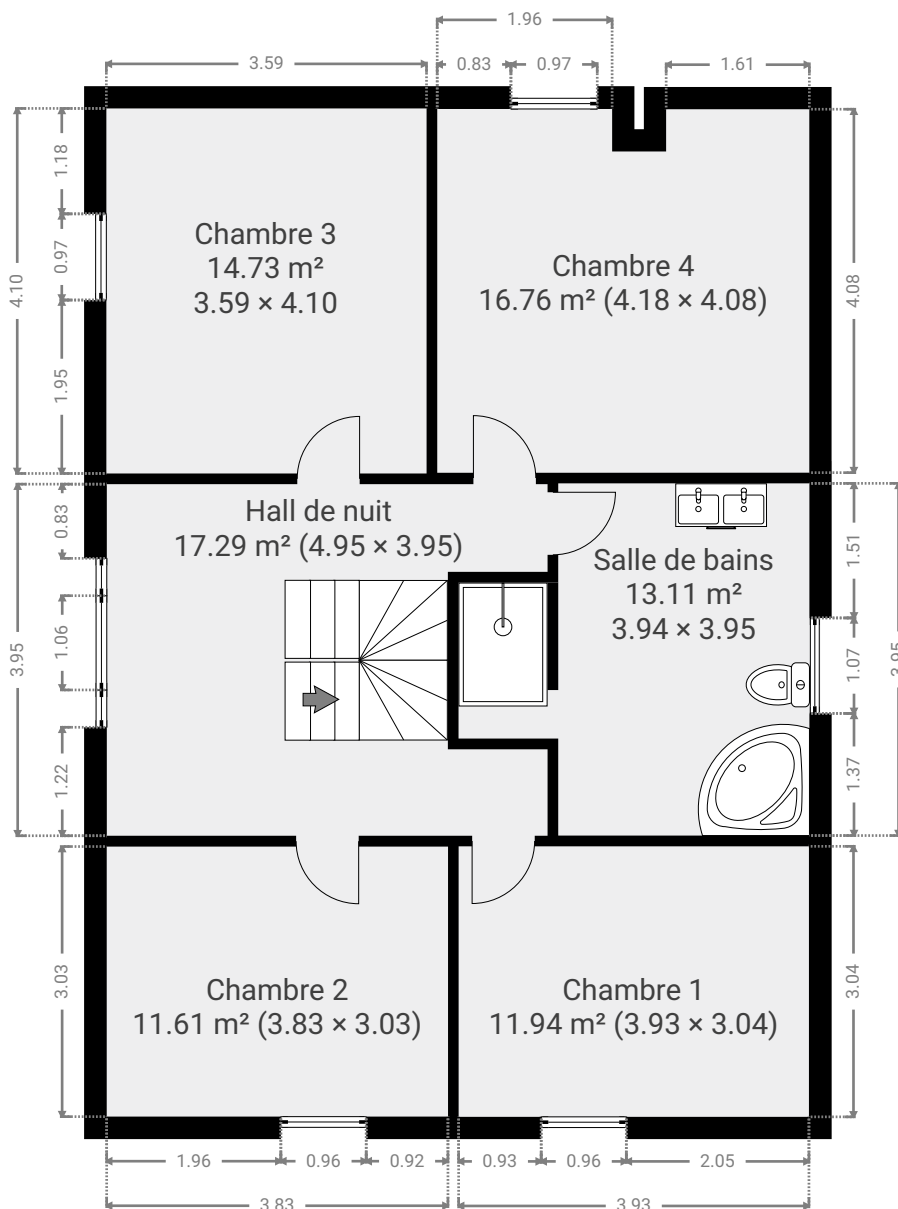 1.96
3.59
0.83
0.97
1.61
1.18
0.97
1.95
4.10
4.08
Chambre 3
14.73 m²
3.59 × 4.10
Chambre 4
16.76 m² (4.18 × 4.08)
0.83
1.06
1.22
3.95
Hall de nuit
17.29 m² (4.95 × 3.95)
Salle de bains
13.11 m²
3.94 × 3.95
1.51
1.07
1.37
3.95
3.03
Chambre 2
11.61 m² (3.83 × 3.03)
Chambre 1
11.94 m² (3.93 × 3.04)
3.04
1.96
0.96
0.92
0.93
0.96
2.05
3.83
3.93